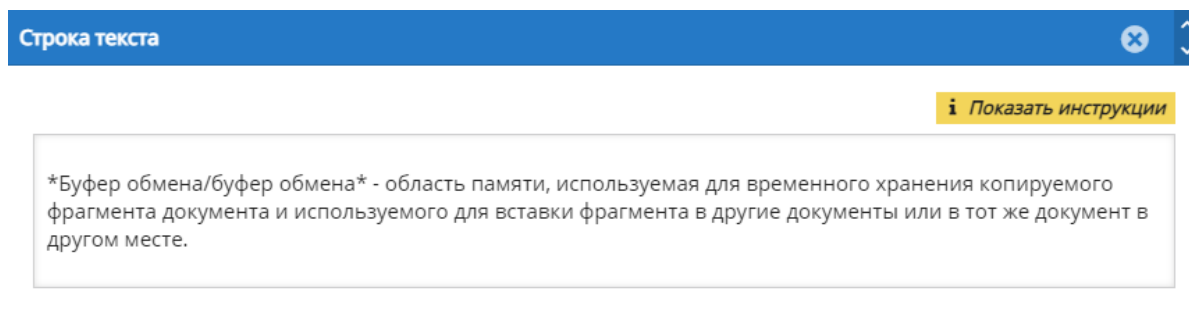 Строка текста
i Показать инструкции
*Буфер обмена/буфер обмена* - область памяти, используемая для временного хранения копируемого
фрагмента документа и используемого для вставки фрагмента в другие документы или в тот же документ в
другом месте.